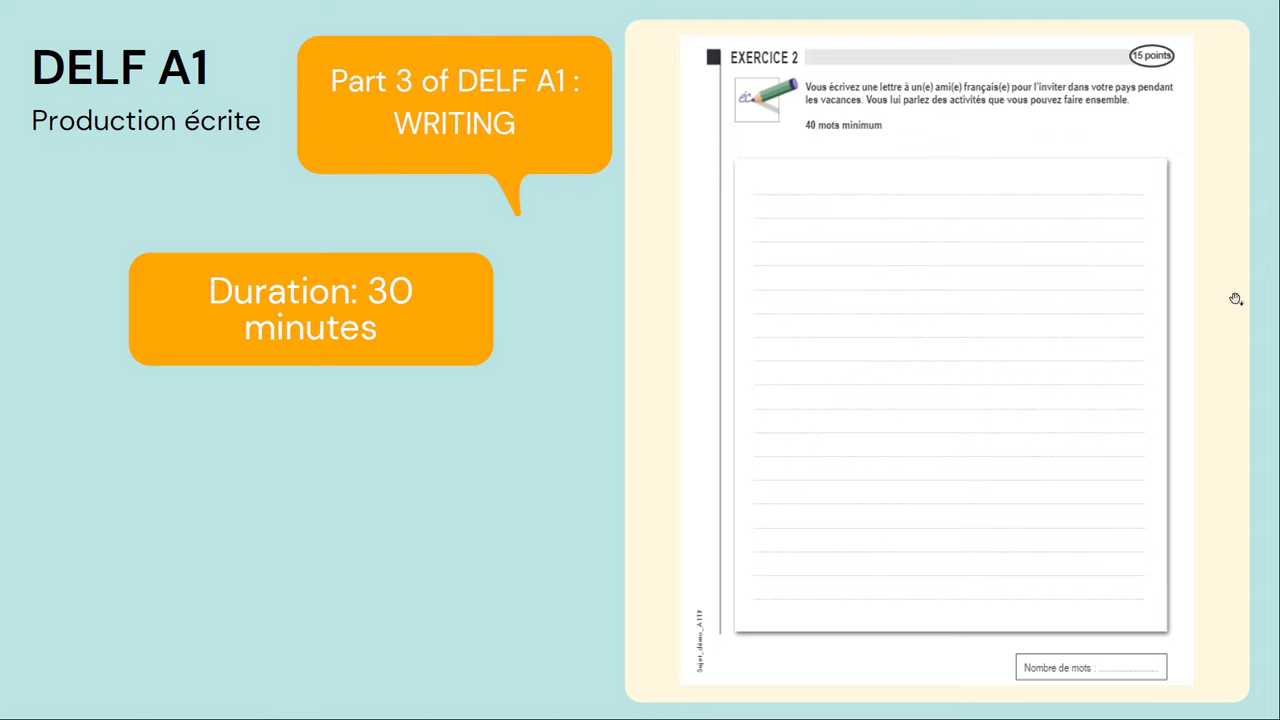 DELF A1
Production écrite
Part 3 of DELF A1 :
WRITING
Duration: 30
minutes
EXERCICE 2
15 points
Vous écrivez une lettre à un(e) ami(e) français(e) pour l'inviter dans votre pays pendant
les vacances. Vous lui parlez des activités que vous pouvez faire ensemble.
40 mots minimum
éc
Sujet_démo_A1TP
Nombre de mots : ........................